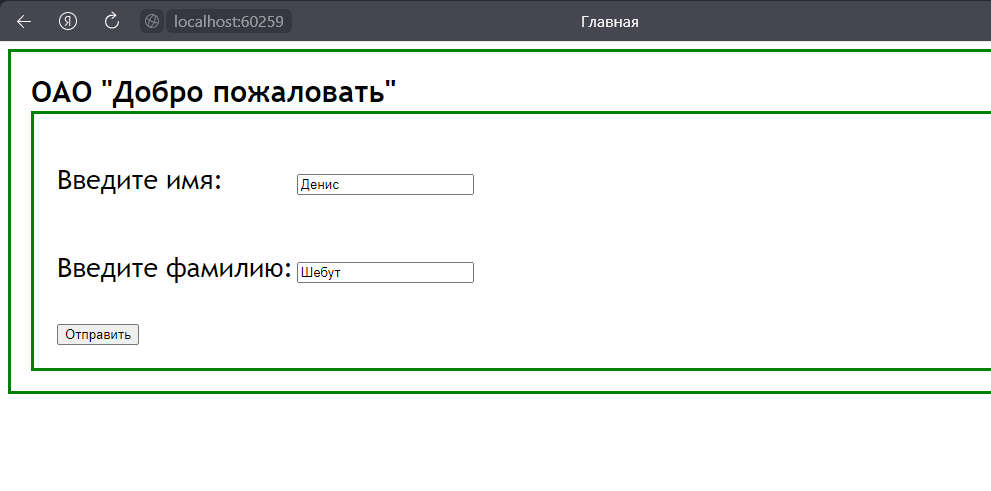 localhost:60259 Главная
ОАО "Добро пожаловать"
Введите имя: Денис
Введите фамилию: Шебут
Отправить